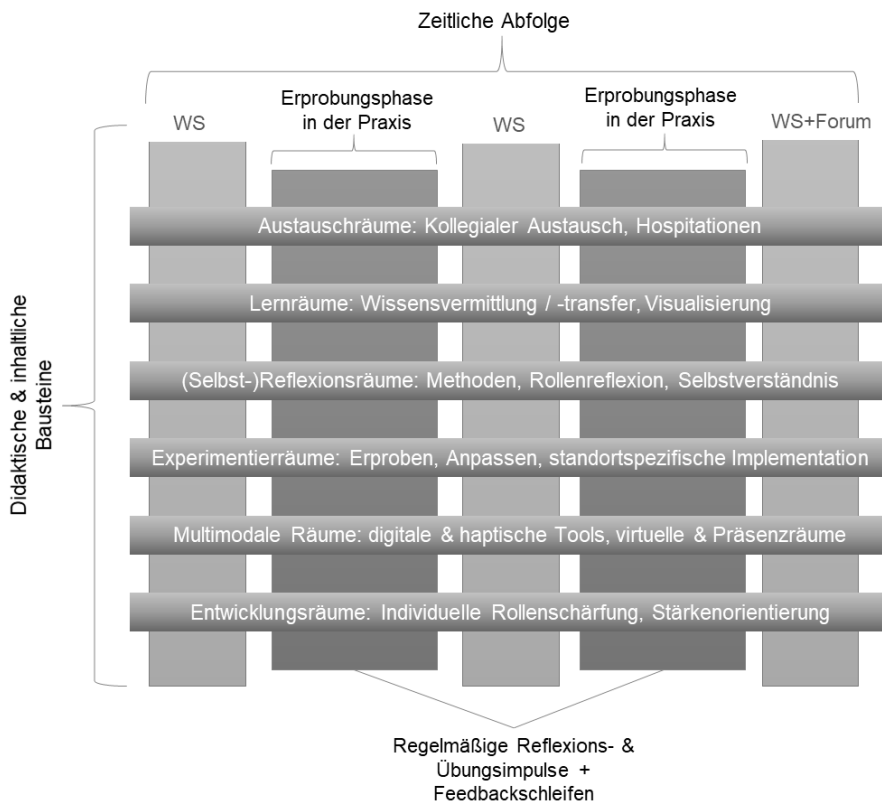 Zeitliche Abfolge
WS
Erprobungsphase
in der Praxis
WS
Erprobungsphase
in der Praxis
WS+Forum
Didaktische & inhaltliche
Bausteine
Austauschräume: Kollegialer Austausch, Hospitationen
Lernräume: Wissensvermittlung / -transfer, Visualisierung
(Selbst-)Reflexionsräume: Methoden, Rollenreflexion, Selbstverständnis
Experimentierräume: Erproben, Anpassen, standortspezifische Implementation
Multimodale Räume: digitale & haptische Tools, virtuelle & Präsenzräume
Entwicklungsräume: Individuelle Rollenschärfung, Stärkenorientierung
Regelmäßige Reflexions- &
Übungsimpulse +
Feedbackschleifen